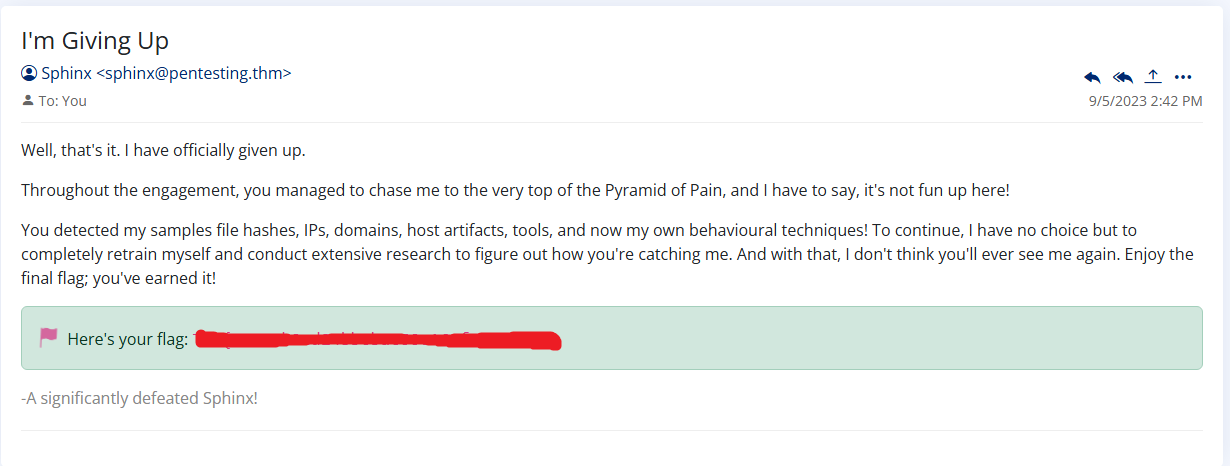 I'm Giving Up
Sphinx <sphinx@pentesting.thm>
To: You
9/5/2023 2:42 PM
Well, that's it. I have officially given up.
Throughout the engagement, you managed to chase me to the very top of the Pyramid of Pain, and I have to say, it's not fun up here!
You detected my samples file hashes, IPs, domains, host artifacts, tools, and now my own behavioural techniques! To continue, I have no choice but to
completely retrain myself and conduct extensive research to figure out how you're catching me. And with that, I don't think you'll ever see me again. Enjoy the
final flag; you've earned it!
Here's your flag:
-A significantly defeated Sphinx!